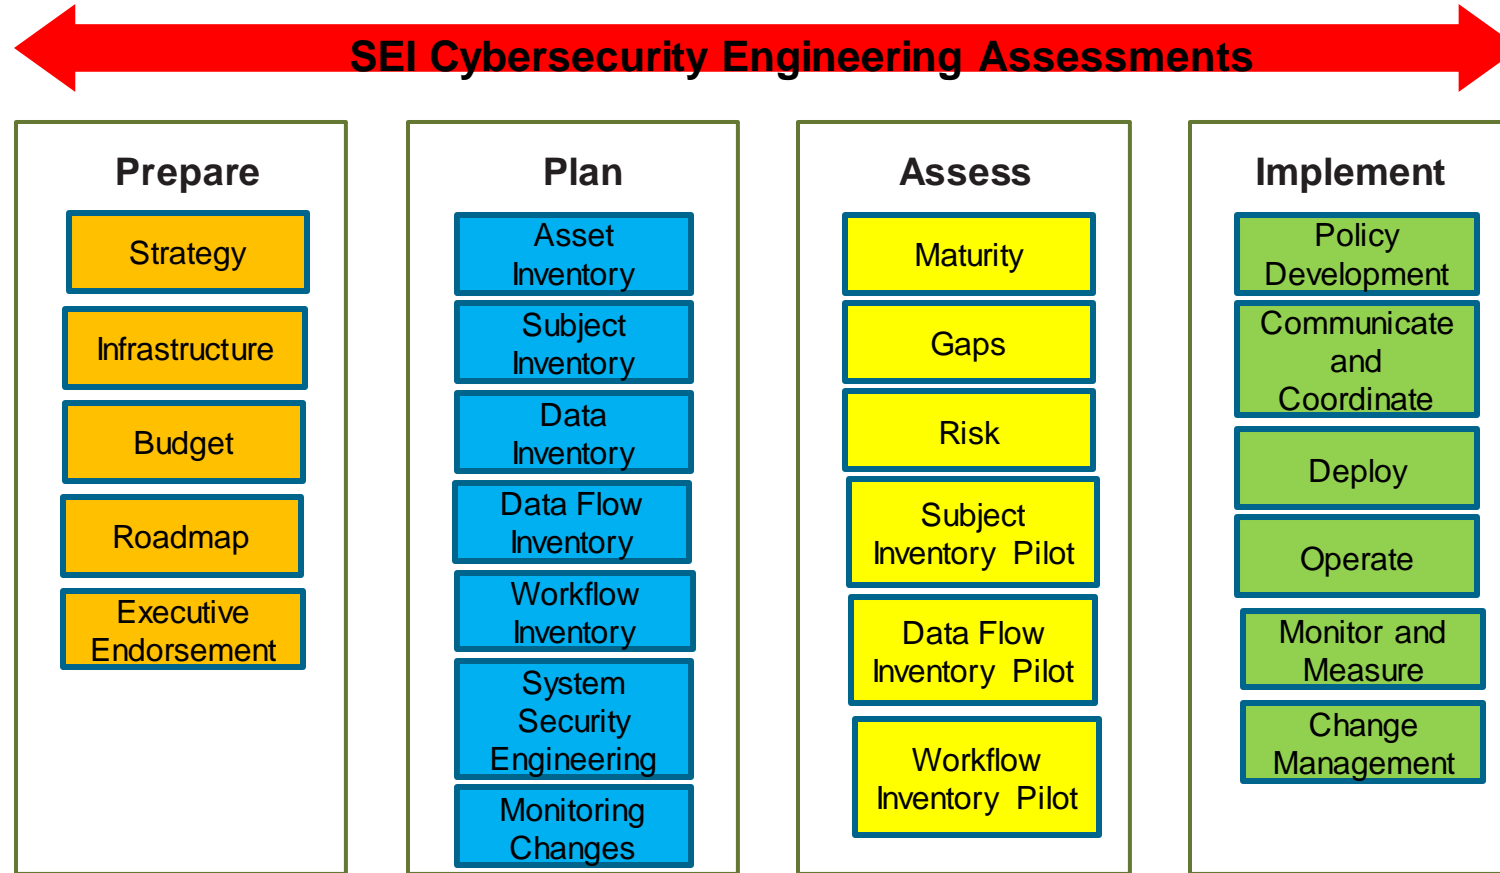 SEI Cybersecurity Engineering Assessments
Prepare
Strategy
Infrastructure
Budget
Roadmap
Executive
Endorsement
Plan
Asset
Inventory
Subject
Inventory
Data
Inventory
Data Flow
Inventory
Workflow
Inventory
System
Security
Engineering
Monitoring
Changes
Assess
Maturity
Gaps
Risk
Subject
Inventory Pilot
Data Flow
Inventory Pilot
Workflow
Inventory Pilot
Implement
Policy
Development
Communicate
and
Coordinate
Deploy
Operate
Monitor and
Measure
Change
Management